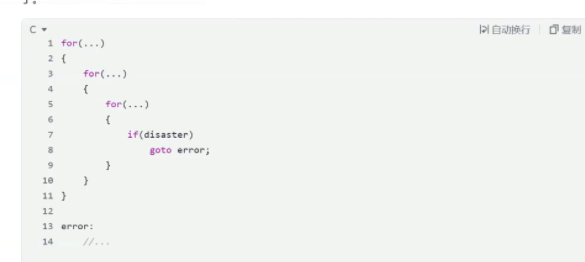 C
自动换行 复制
1 for(...)
2 {
3     for(...)
4     {
5         for(...)
6         {
7             if(disaster)
8                 goto error;
9         }
10     }
11 }
12
13 error:
14     //...